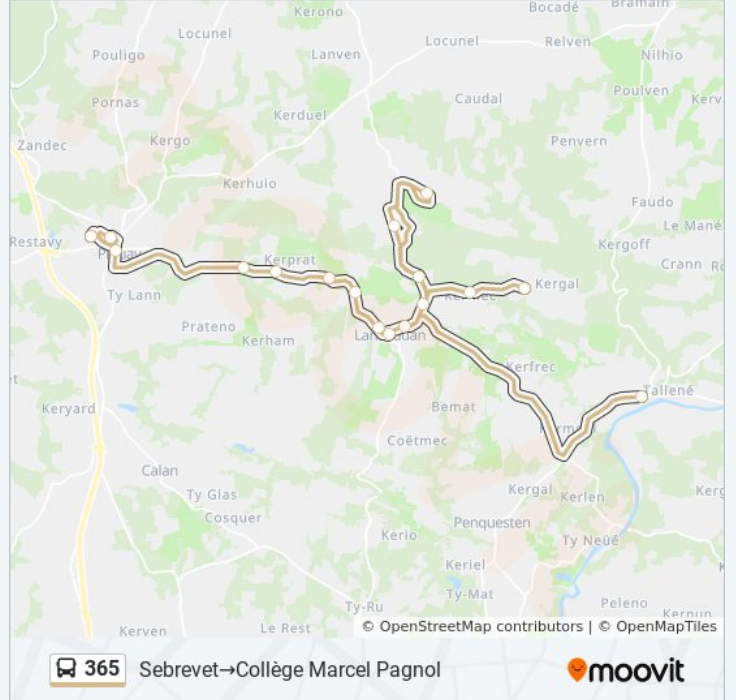 Bocadé
Bramain
Kerono
Locunel
Locunel
Relven
Lanven
Nilhio
Pouligo
Poulven
Pornas
Caudal
Kerduel
Kergo
Penvern
Zandec
Kerhulo
Faudo
Le Mané
Restavy
Kergoff
Kerprat
Crann
Kergal
Ty Lann
Prateno
Kerham
Kerfrec
Tallené
Keryard
Bemat
Coëtmec
Calan
Ty Glas
Kergal
Kerlen
Cosquer
Penquesten
Kerio
Ty Neüé
Keriel
Ty-Mat
Ty-Ru
Peleno
Kernun
Kerven
Le Rest
© OpenStreetMap contributors | © OpenMapTiles
365 Sebrevet→Collège Marcel Pagnol
moovit